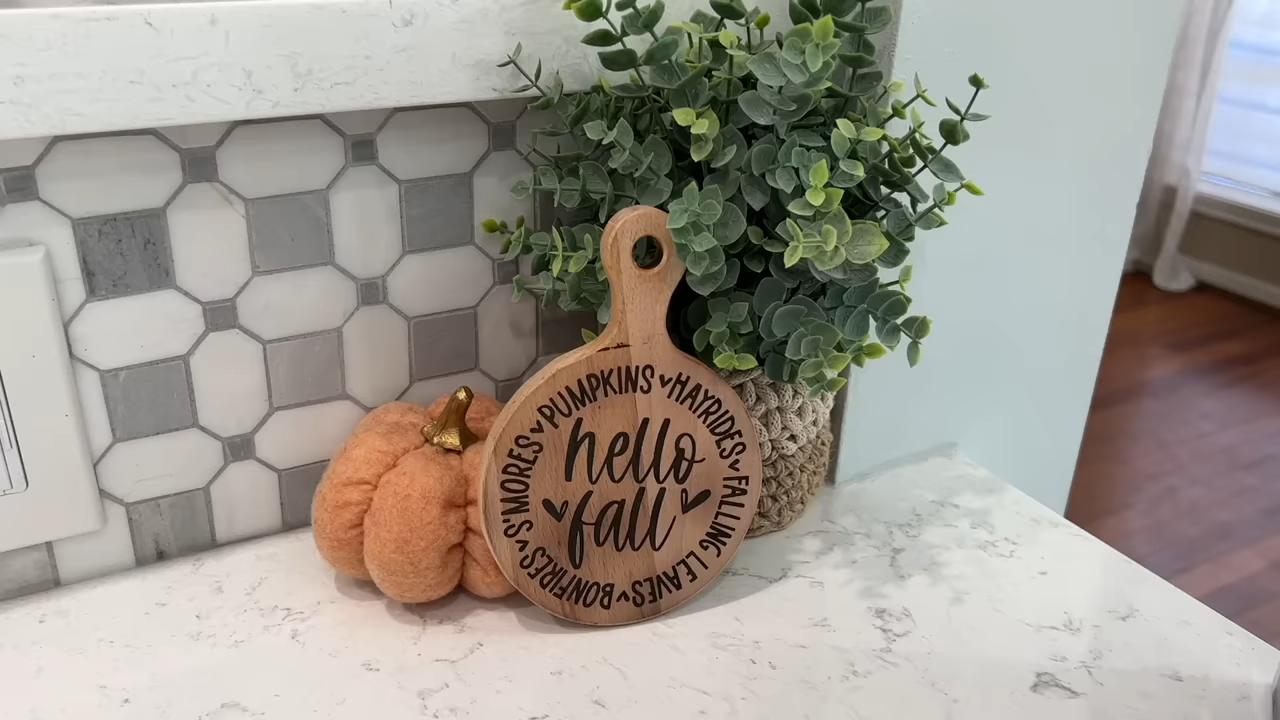 hello
fall
PUMPKINS ♥ HAYRIDES ♥ FALLING LEAVES ♥ BONFIRES ♥ S'MORES ♥